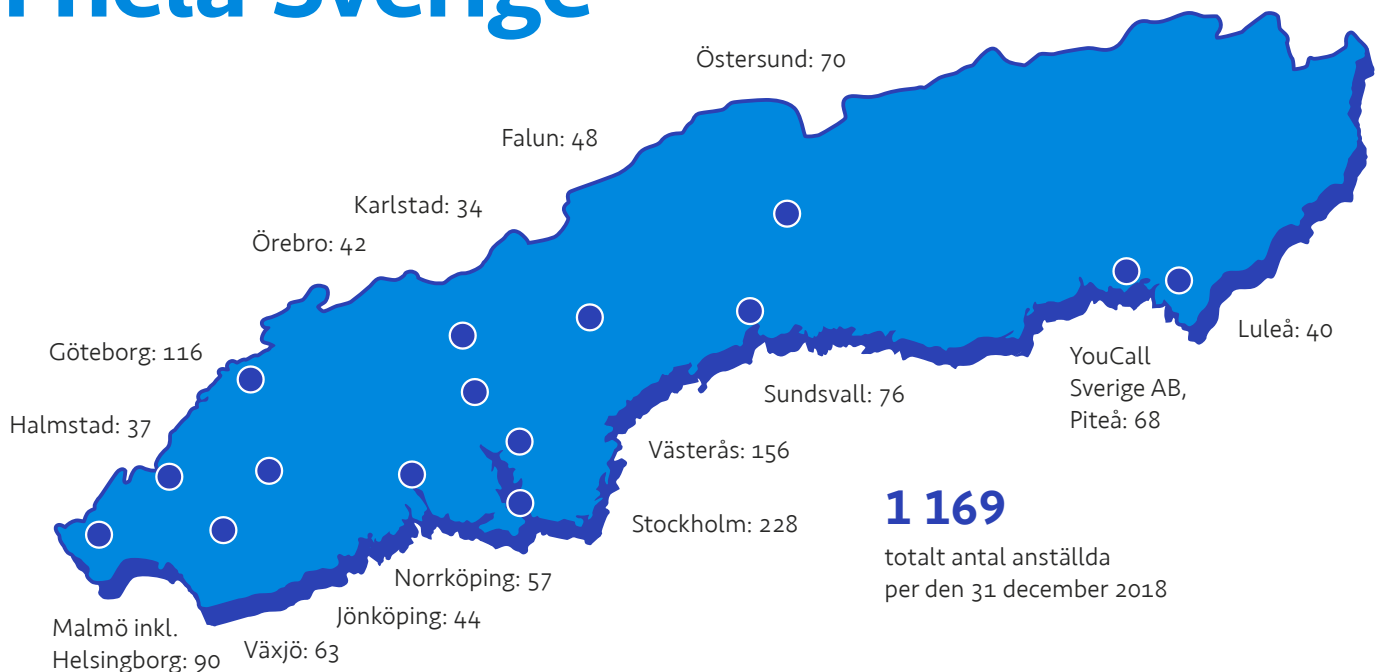 I hela Sverige
Östersund: 70
Falun: 48
Karlstad: 34
Örebro: 42
Göteborg: 116
Halmstad: 37
Luleå: 40
YouCall
Sverige AB,
Piteå: 68
Sundsvall: 76
Västerås: 156
Stockholm: 228
Norrköping: 57
Jönköping: 44
Växjö: 63
Malmö inkl.
Helsingborg: 90
1 169
totalt antal anställda
per den 31 december 2018